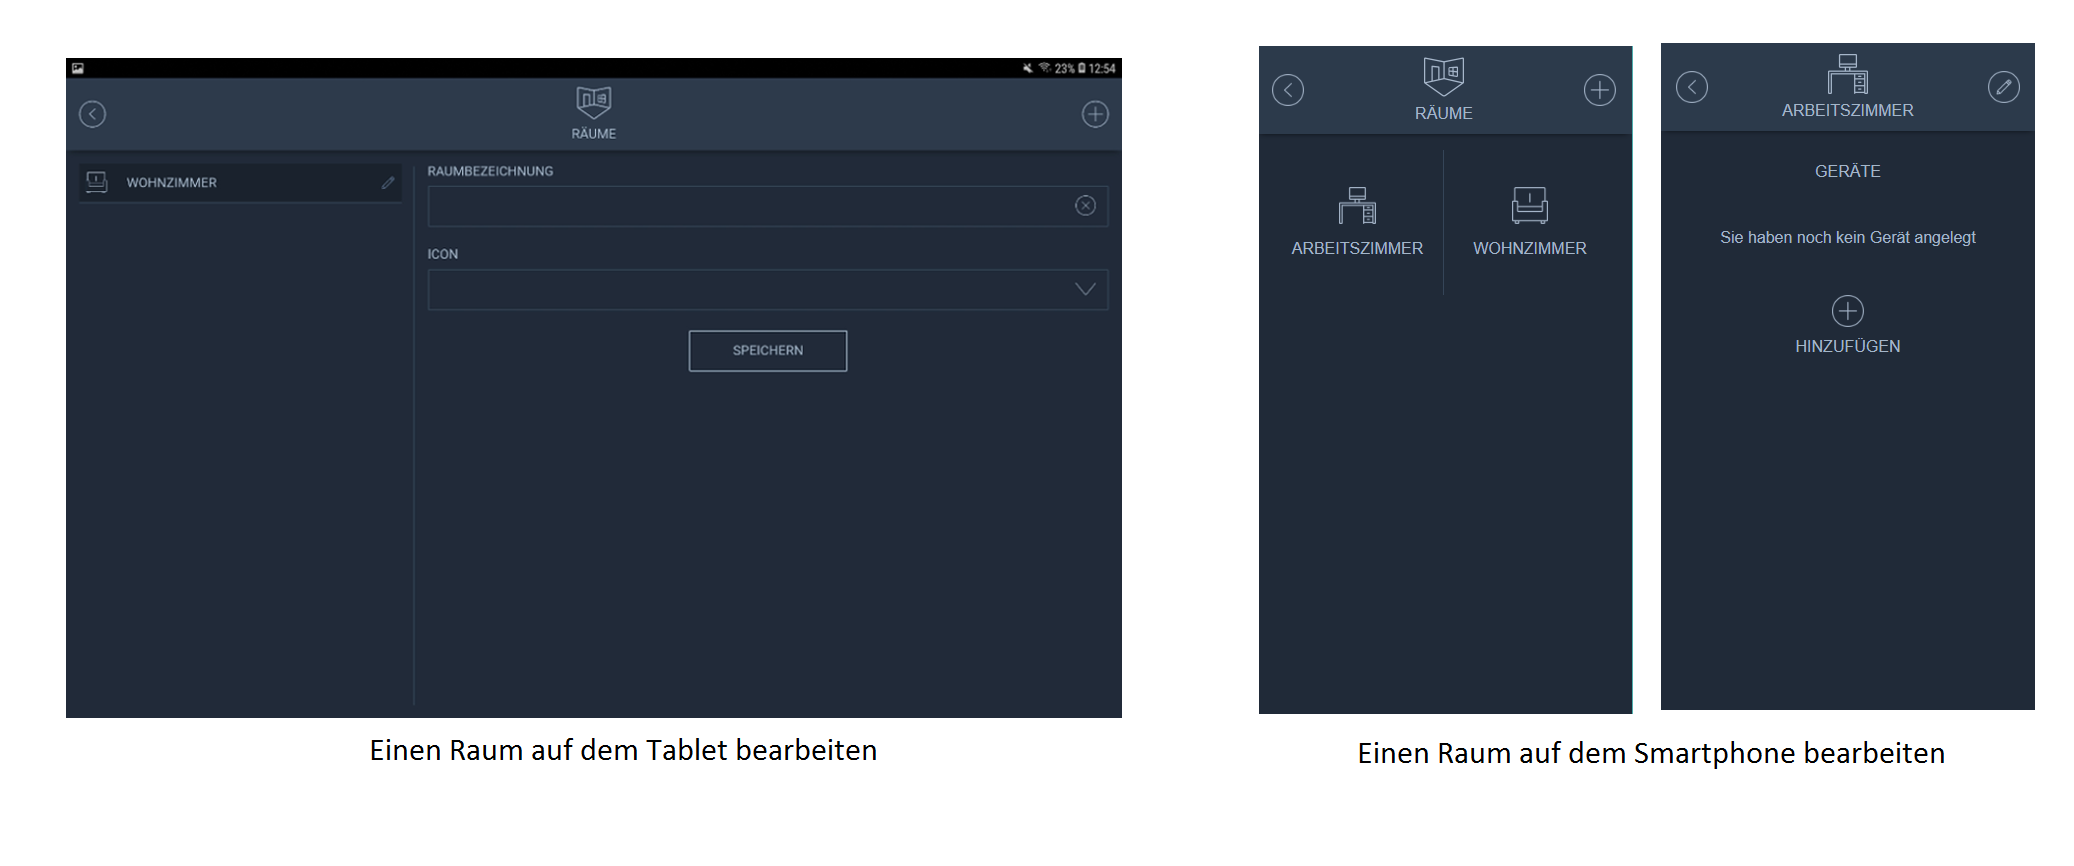 23% 12:54
RÄUME
WOHNZIMMER
RAUMBEZEICHNUNG
ICON
SPEICHERN
Einen Raum auf dem Tablet bearbeiten
RÄUME
ARBEITSZIMMER
WOHNZIMMER
ARBEITSZIMMER
GERÄTE
Sie haben noch kein Gerät angelegt
HINZUFÜGEN
Einen Raum auf dem Smartphone bearbeiten